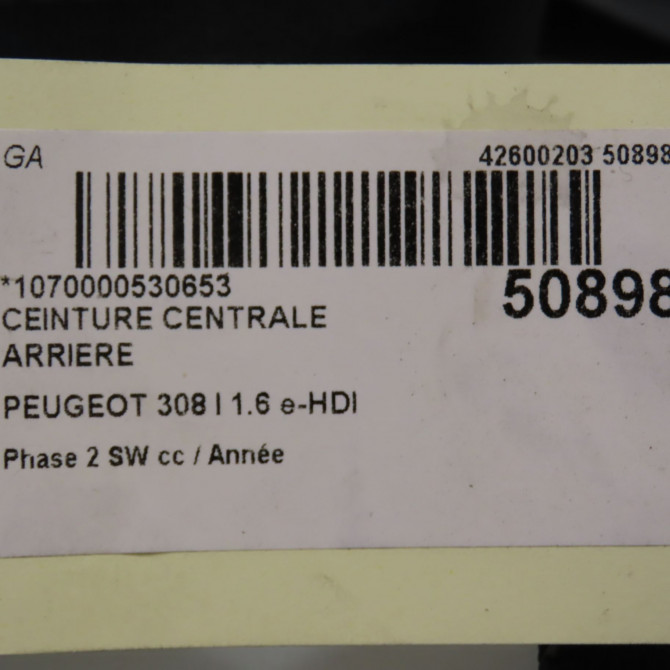 GA
42600203 50898
*1070000530653
50898
CEINTURE CENTRALE
ARRIERE
PEUGEOT 308 I 1.6 e-HDI
Phase 2 SW cc / Année